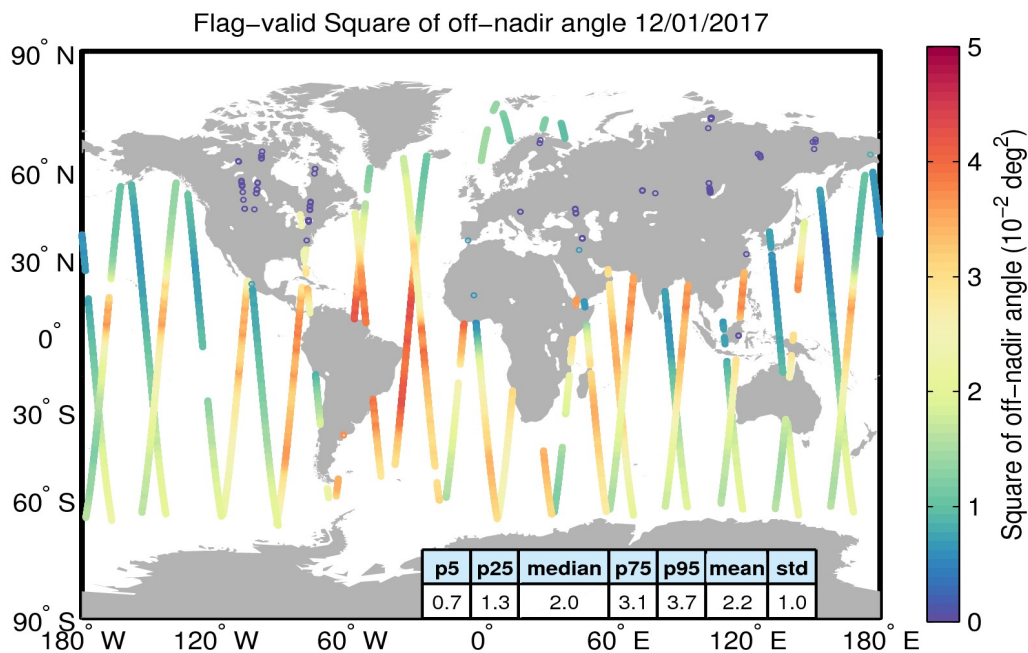 Flag-valid Square of off-nadir angle 12/01/2017
90° N
60° N
30° N
0°
30° S
60° S
90° S
180° W
120° W
60° W
0°
60° E
120° E
180° E
p5 p25 median p75 p95 mean std
0.7 1.3 2.0 3.1 3.7 2.2 1.0
5
4
3
2
1
0
Square of off-nadir angle (10⁻² deg²)